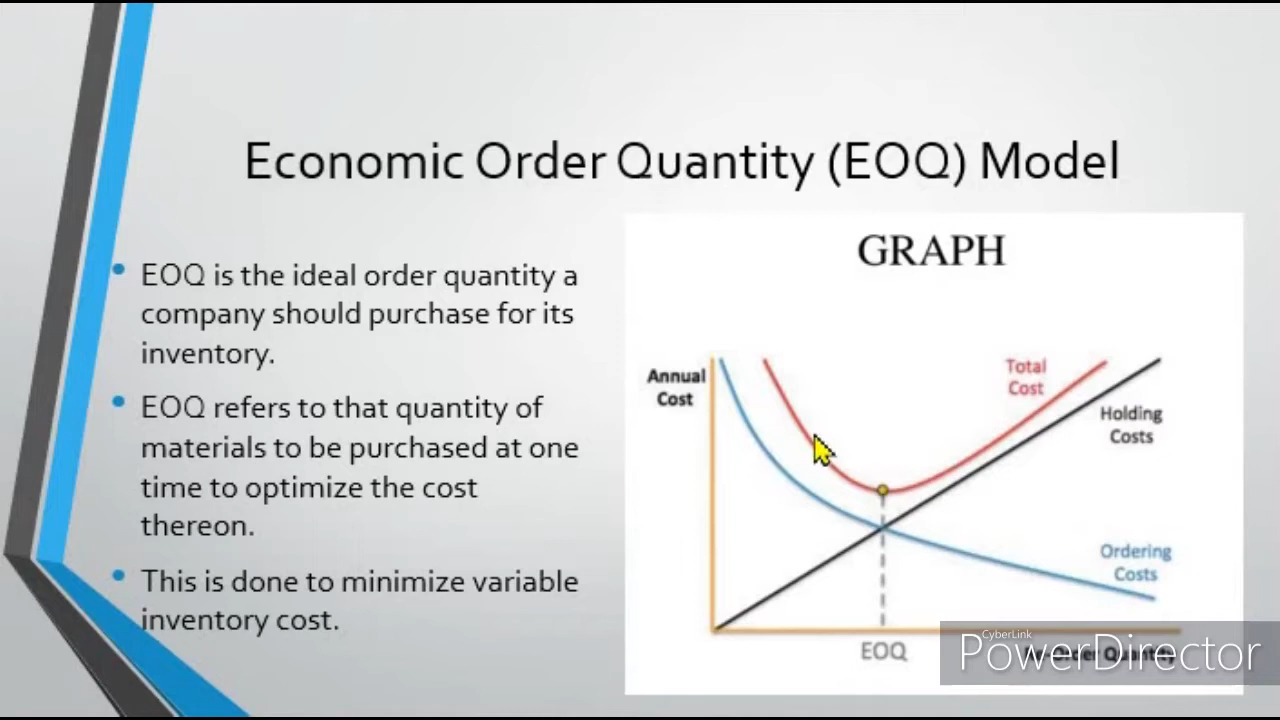 Economic Order Quantity (EOQ) Model
EOQ is the ideal order quantity a
company should purchase for its
inventory.
EOQ refers to that quantity of
materials to be purchased at one
time to optimize the cost
thereon.
This is done to minimize variable
inventory cost.
GRAPH
Annual
Cost
Total
Cost
Holding
Costs
Ordering
Costs
EOQ
Order Quantity
CyberLink
PowerDirector